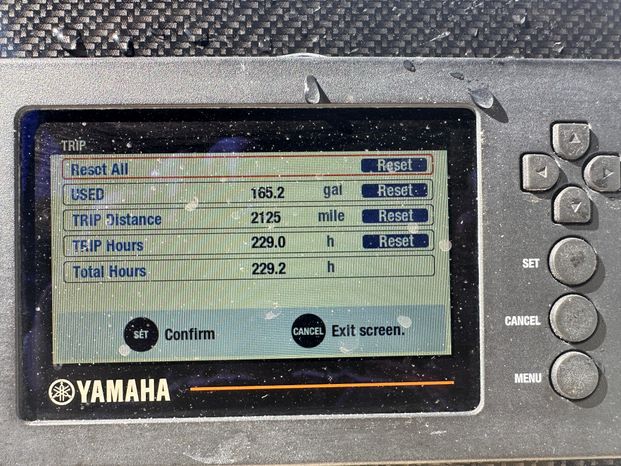 TRIP
Reset All Reset
USED 165.2 gal Reset
TRIP Distance 2125 mile Reset
TRIP Hours 229.0 h Reset
Total Hours 229.2 h
SET Confirm CANCEL Exit screen.
YAMAHA
SET
CANCEL
MENU